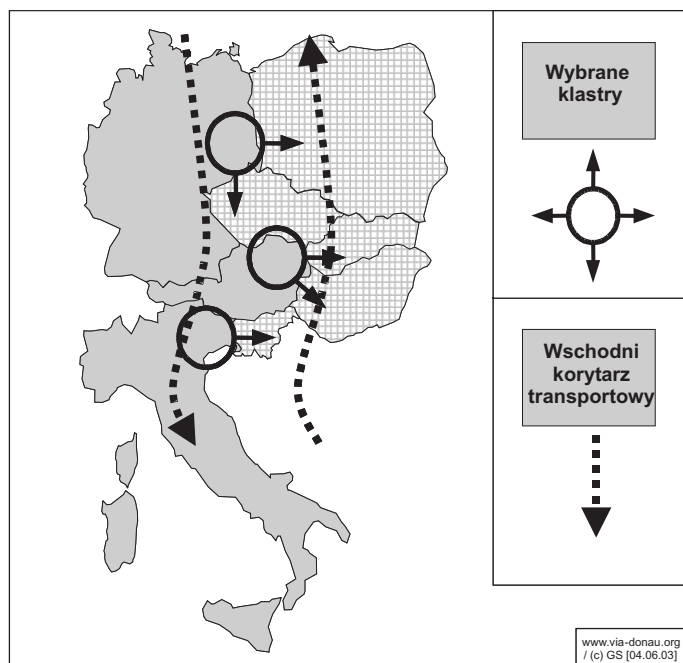 Wybrane
klastry
Wschodni
korytarz
transportowy
www.via-donau.org
/ (c) GS [04.06.03]